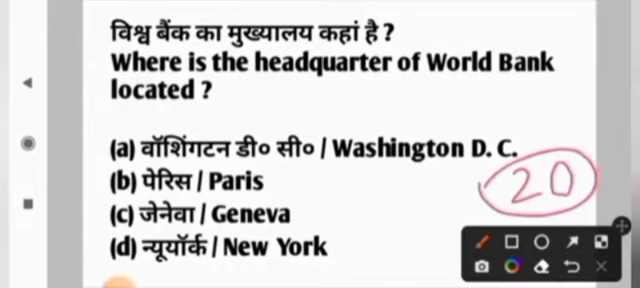 विश्व बैंक का मुख्यालय कहां है ?
Where is the headquarter of World Bank
located ?
(a) वॉशिंगटन डी० सी० / Washington D. C.
(b) पेरिस / Paris
(c) जेनेवा / Geneva
(d) न्यूयॉर्क / New York
20